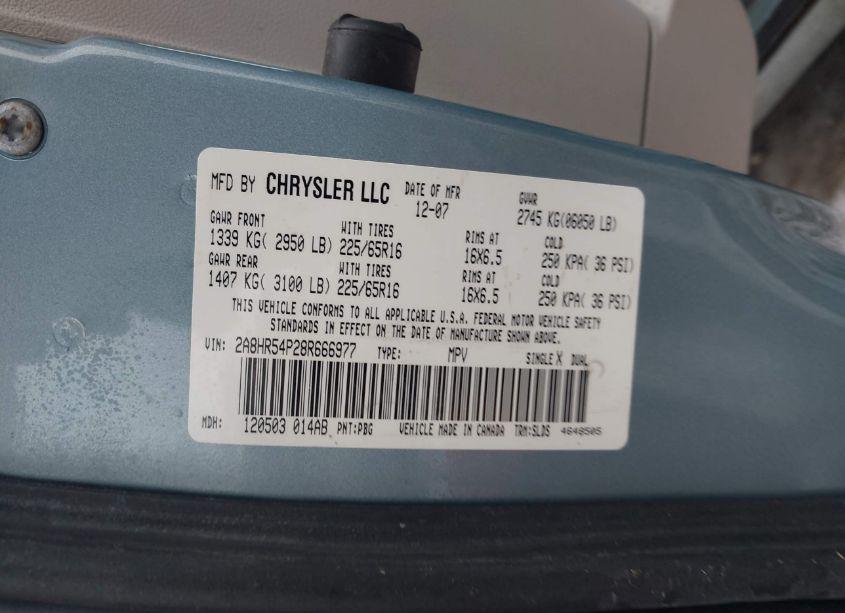 MFD BY CHRYSLER LLC DATE OF MFR 12-07 GVWR 2745 KG(06050 LB)
GAWR FRONT WITH TIRES RIMS AT COLD
1339 KG( 2950 LB) 225/65R16 16X6.5 250 KPA( 36 PSI)
GAWR REAR WITH TIRES RIMS AT COLD
1407 KG( 3100 LB) 225/65R16 16X6.5 250 KPA( 36 PSI)
THIS VEHICLE CONFORMS TO ALL APPLICABLE U.S.A. FEDERAL MOTOR VEHICLE SAFETY
STANDARDS IN EFFECT ON THE DATE OF MANUFACTURE SHOWN ABOVE.
VIN: 2A8HR54P28R666977 TYPE: MPV SINGLE X DUAL
MDH: 120503 014AB PNT:PBG VEHICLE MADE IN CANADA TRM:SLDS 4648505